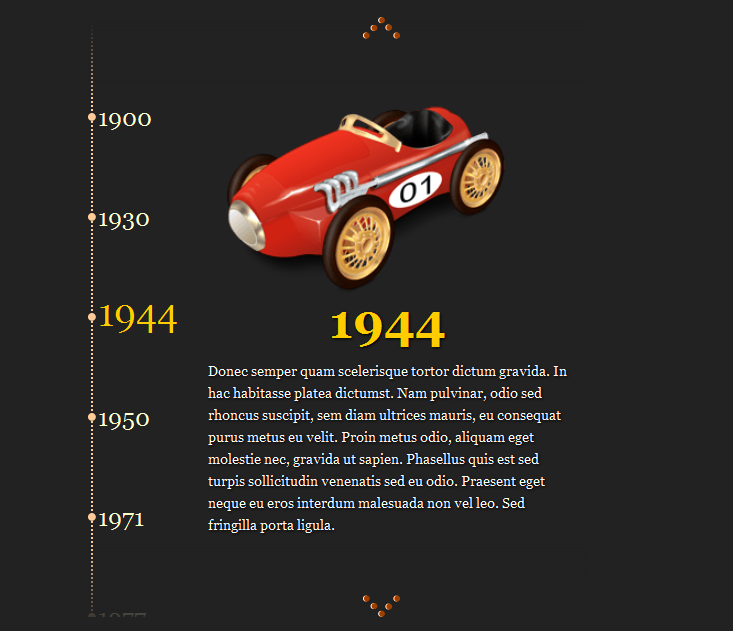 1900
1930
1944
1950
1971
1977
01
1944
Donec semper quam scelerisque tortor dictum gravida. In
hac habitasse platea dictumst. Nam pulvinar, odio sed
rhoncus suscipit, sem diam ultrices mauris, eu consequat
purus metus eu velit. Proin metus odio, aliquam eget
molestie nec, gravida ut sapien. Phasellus quis est sed
turpis sollicitudin venenatis sed eu odio. Praesent eget
neque eu eros interdum malesuada non vel leo. Sed
fringilla porta ligula.